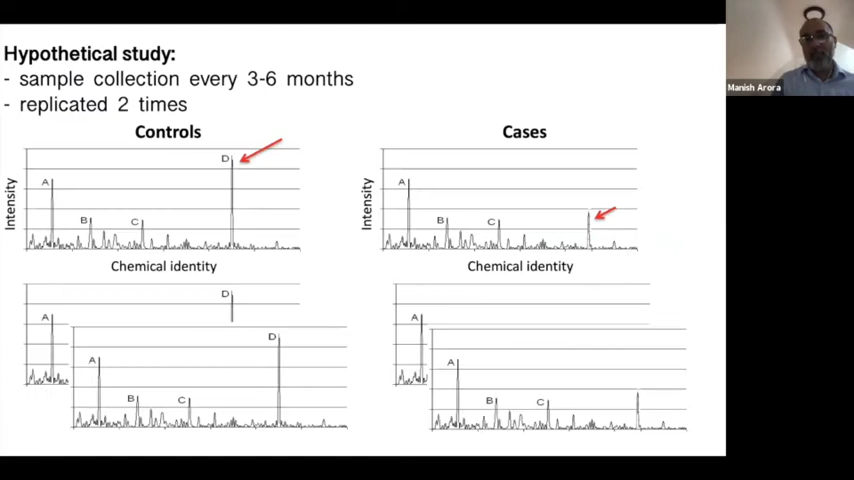 Manish Arora
Hypothetical study:
- sample collection every 3-6 months
- replicated 2 times
Controls
Cases
Intensity
A
B
C
D
Chemical identity
Intensity
A
B
C
Chemical identity
A
D
A
B
C
D
A
A
B
C